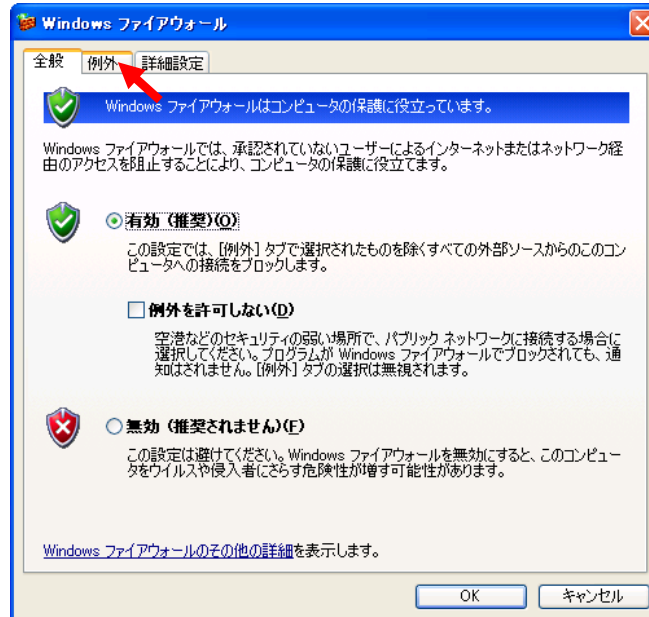 Windows ファイアウォール
全般 例外 詳細設定
Windows ファイアウォールはコンピュータの保護に役立っています。
Windows ファイアウォールでは、承認されていないユーザーによるインターネットまたはネットワーク経
由のアクセスを阻止することにより、コンピュータの保護に役立てます。
有効 (推奨)(O)
この設定では、[例外] タブで選択されたものを除くすべての外部ソースからのこのコン
ピュータへの接続をブロックします。
例外を許可しない(D)
空港などのセキュリティの弱い場所で、パブリック ネットワークに接続する場合に
選択してください。プログラムが Windows ファイアウォールでブロックされても、通
知はされません。[例外] タブの選択は無視されます。
無効 (推奨されません)(F)
この設定は避けてください。Windows ファイアウォールを無効にすると、このコンピュー
タをウイルスや侵入者にさらす危険性が増す可能性があります。
Windows ファイアウォールのその他の詳細を表示します。
OK キャンセル